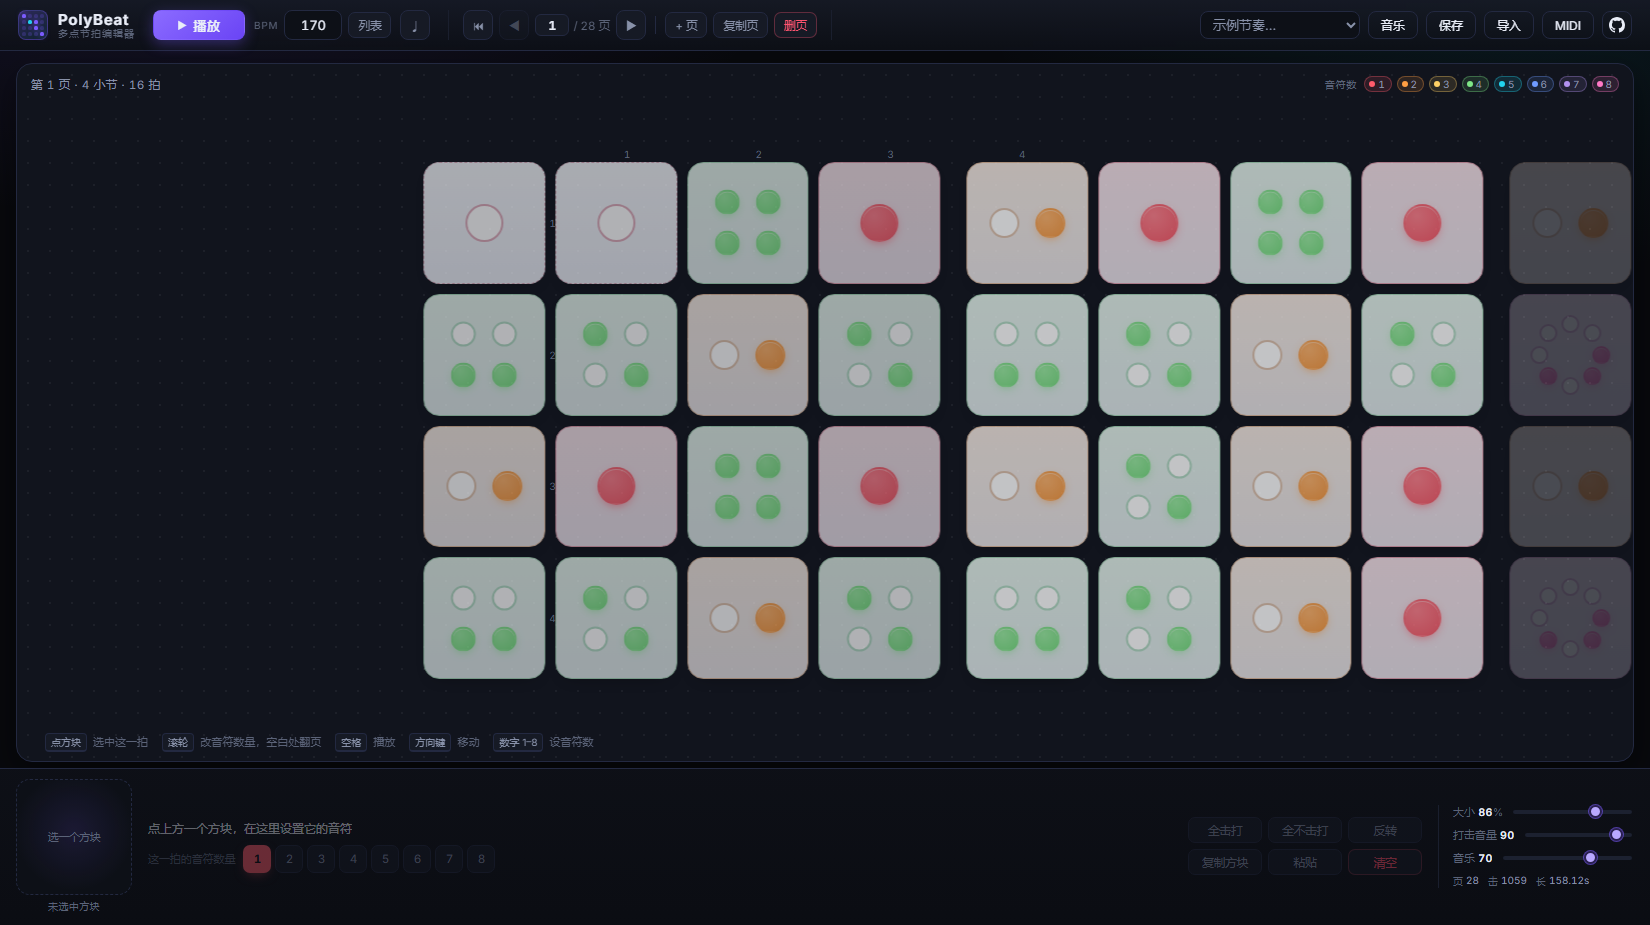 PolyBeat
多点节拍编辑器
播放
BPM 170 列表 ♩
1 / 28 页
+ 页 复制页 删页
示例节奏... 音乐 保存 导入 MIDI
第 1 页 · 4 小节 · 16 拍
音符数 1 2 3 4 5 6 7 8
1 2 3 4
1
2
3
4
点方块 选中这一拍 滚轮 改音符数量，空白处翻页 空格 播放 方向键 移动 数字 1-8 设音符数
选一个方块
未选中方块
点上方一个方块，在这里设置它的音符
这一拍的音符数量 1 2 3 4 5 6 7 8
全击打 全不击打 反转
复制方块 粘贴 清空
大小 86%
打击音量 90
音乐 70
页 28 击 1059 长 158.12s